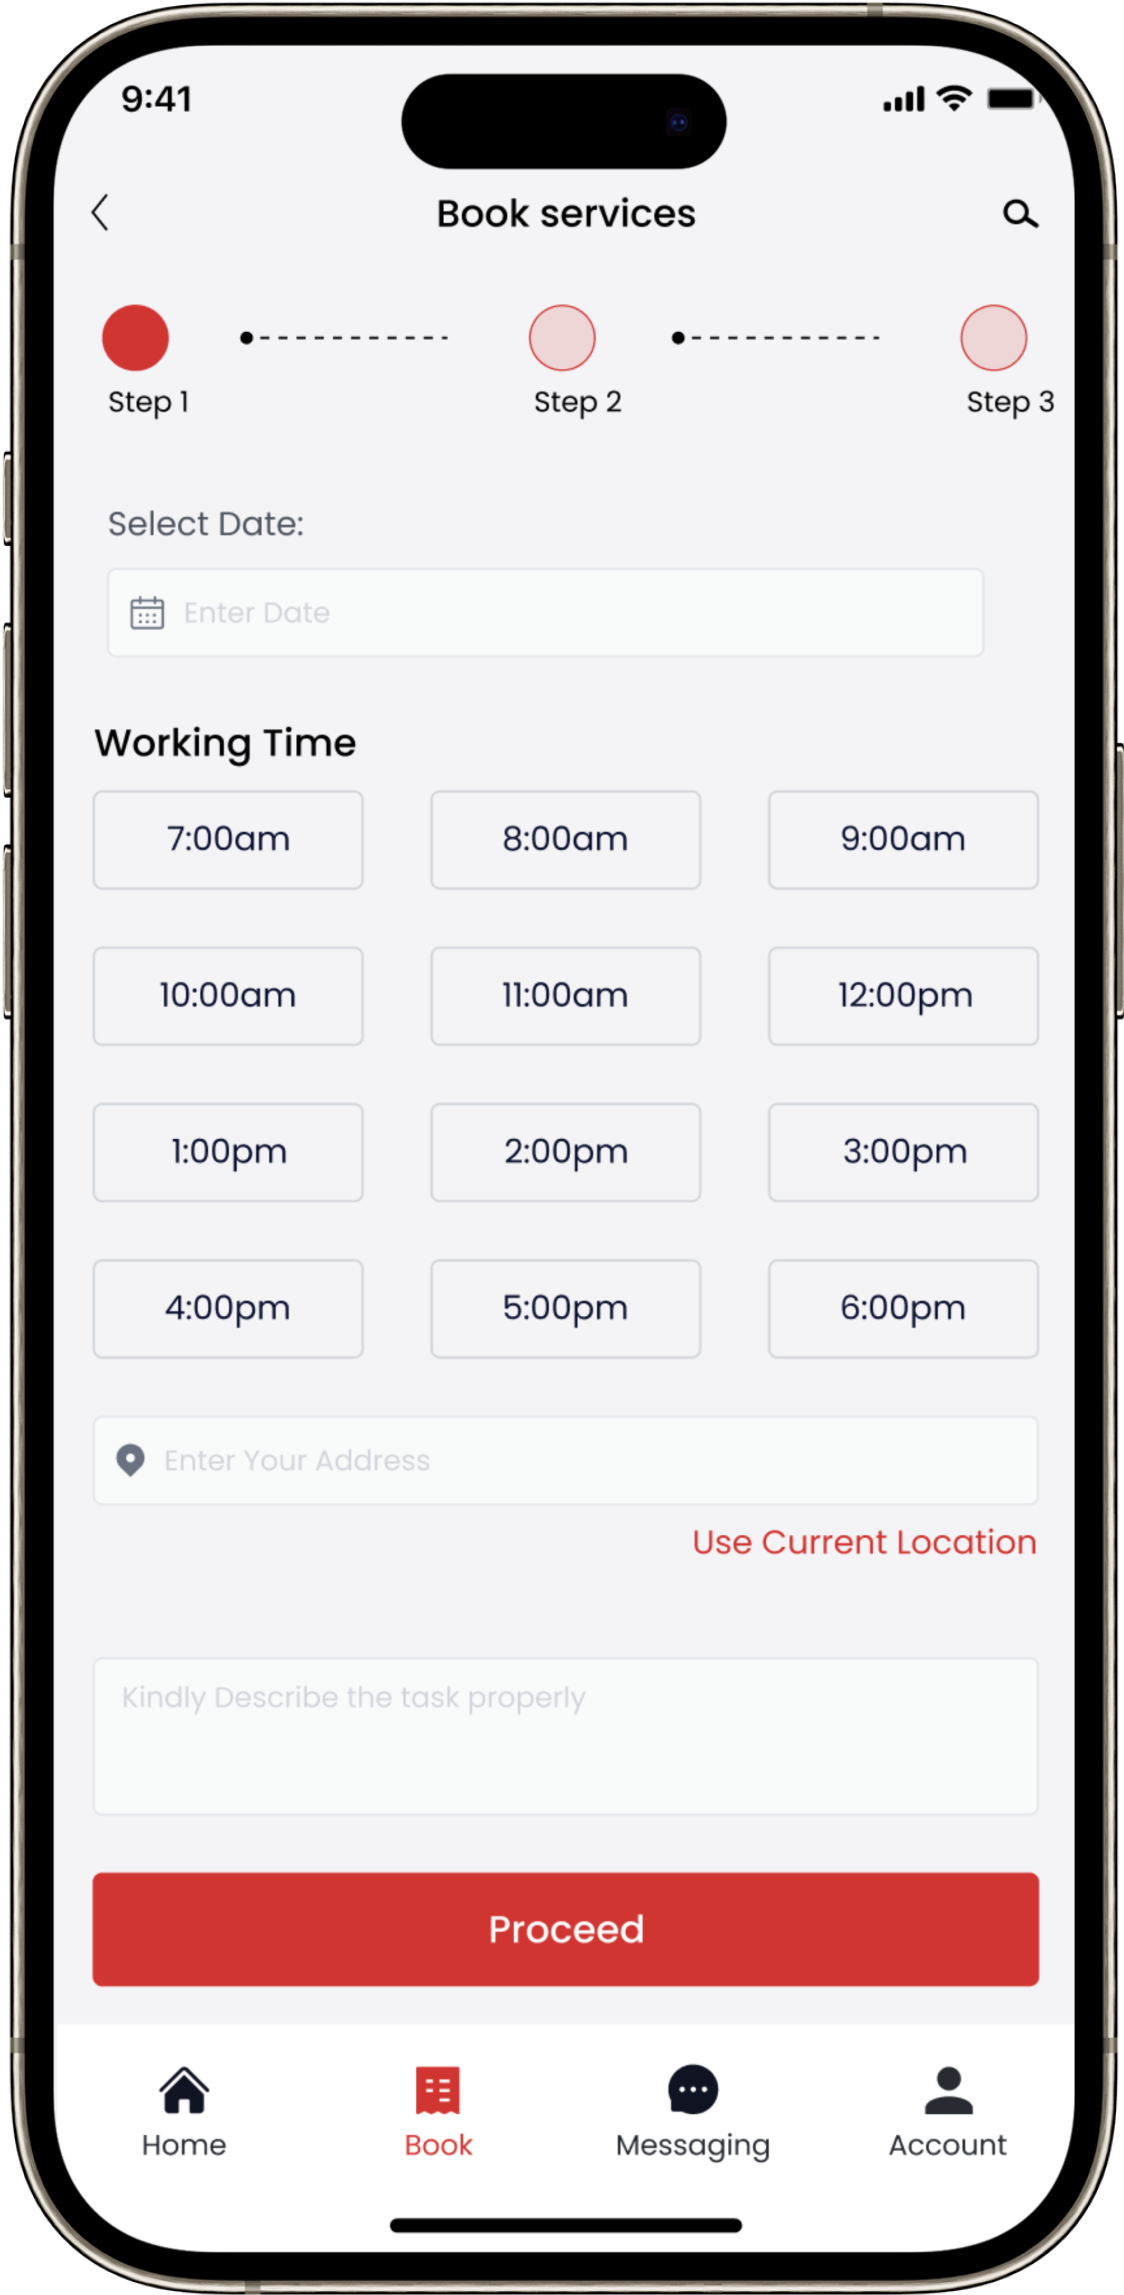 9:41
Book services
Step 1 Step 2 Step 3
Select Date:
Enter Date
Working Time
7:00am 8:00am 9:00am
10:00am 11:00am 12:00pm
1:00pm 2:00pm 3:00pm
4:00pm 5:00pm 6:00pm
Enter Your Address
Use Current Location
Kindly Describe the task properly
Proceed
Home Book Messaging Account